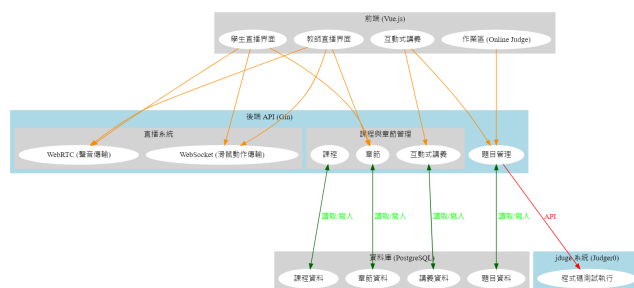 前端 (Vue.js)
學生直播界面
教師直播界面
互動式講義
作業區 (Online Judge)
後端 API (Gin)
直播系統
課程與章節管理
WebRTC (聲音傳輸)
WebSocket (滑鼠動作傳輸)
課程
章節
互動式講義
題目管理
讀取/寫入
讀取/寫入
讀取/寫入
讀取/寫入
API
資料庫 (PostgreSQL)
jduge 系統 (Judger0)
課程資料
章節資料
講義資料
題目資料
程式碼測試執行